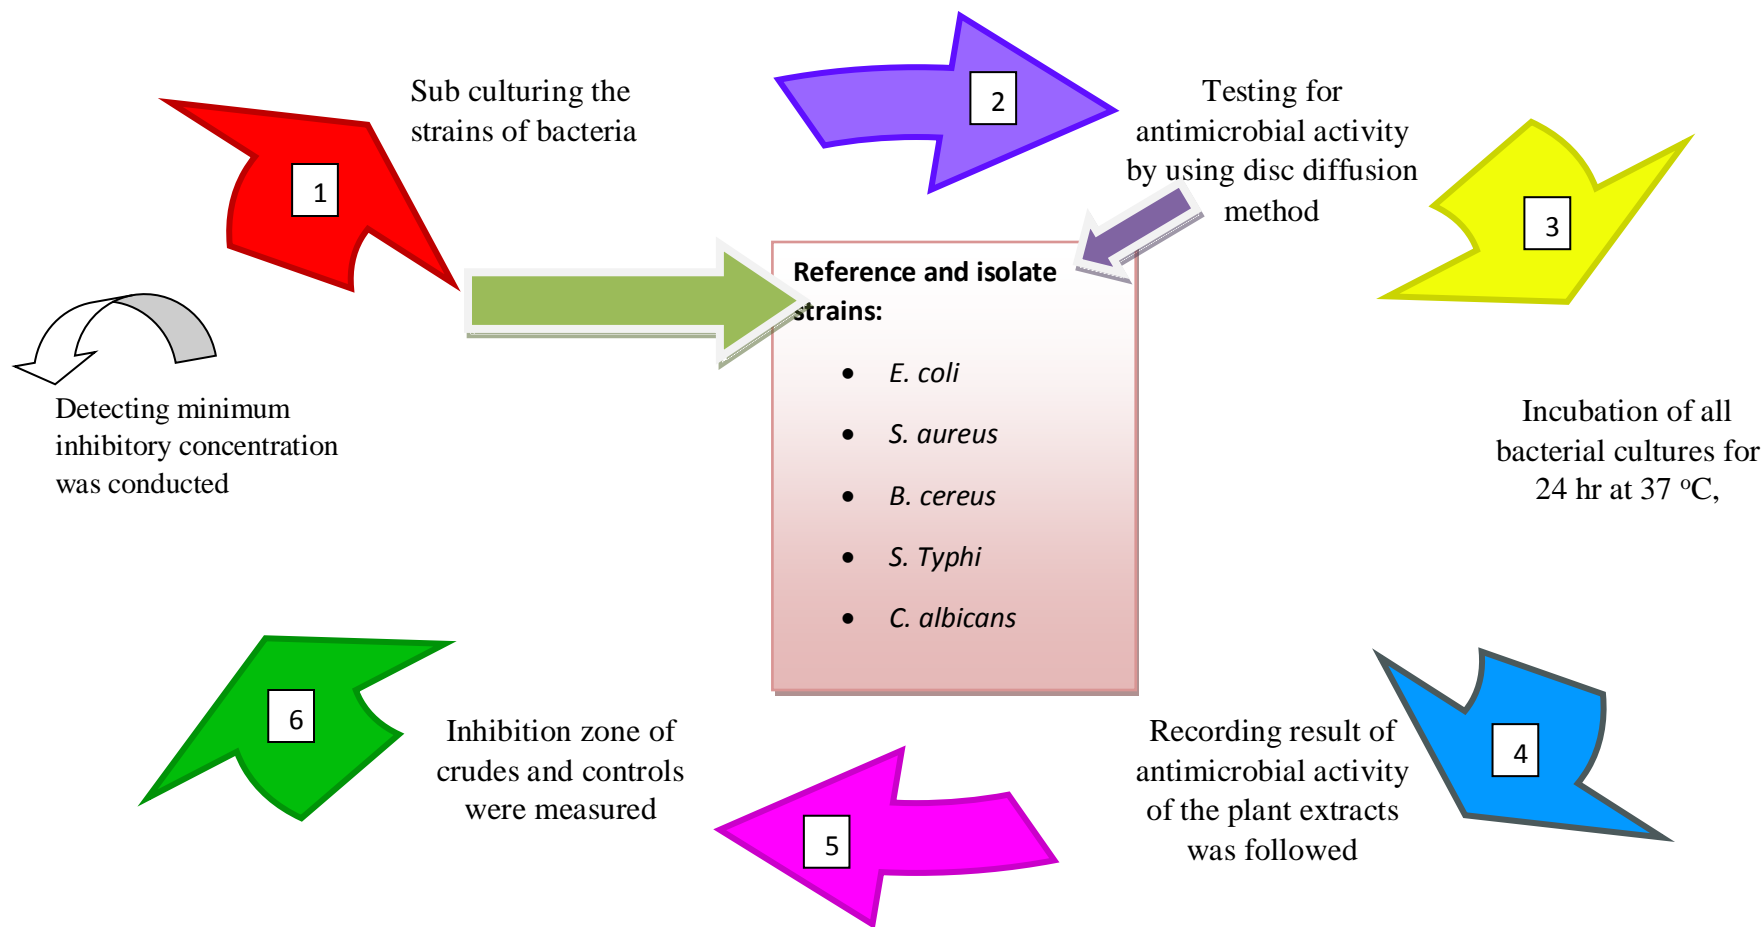 1
Sub culturing the
strains of bacteria
2
Testing for
antimicrobial activity
by using disc diffusion
method
3
Reference and isolate
strains:
• E. coli
• S. aureus
• B. cereus
• S. Typhi
• C. albicans
Incubation of all
bacterial cultures for
24 hr at 37 ᵒC,
4
Recording result of
antimicrobial activity
of the plant extracts
was followed
5
Inhibition zone of
crudes and controls
were measured
6
Detecting minimum
inhibitory concentration
was conducted